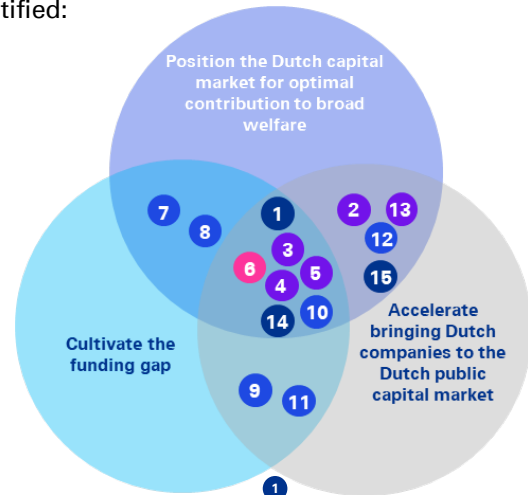 tified:
Position the Dutch capital
market for optimal
contribution to broad
welfare
7
8
1
2
13
12
3
6
5
4
15
14
10
Cultivate the
funding gap
Accelerate
bringing Dutch
companies to the
Dutch public
capital market
9
11
1